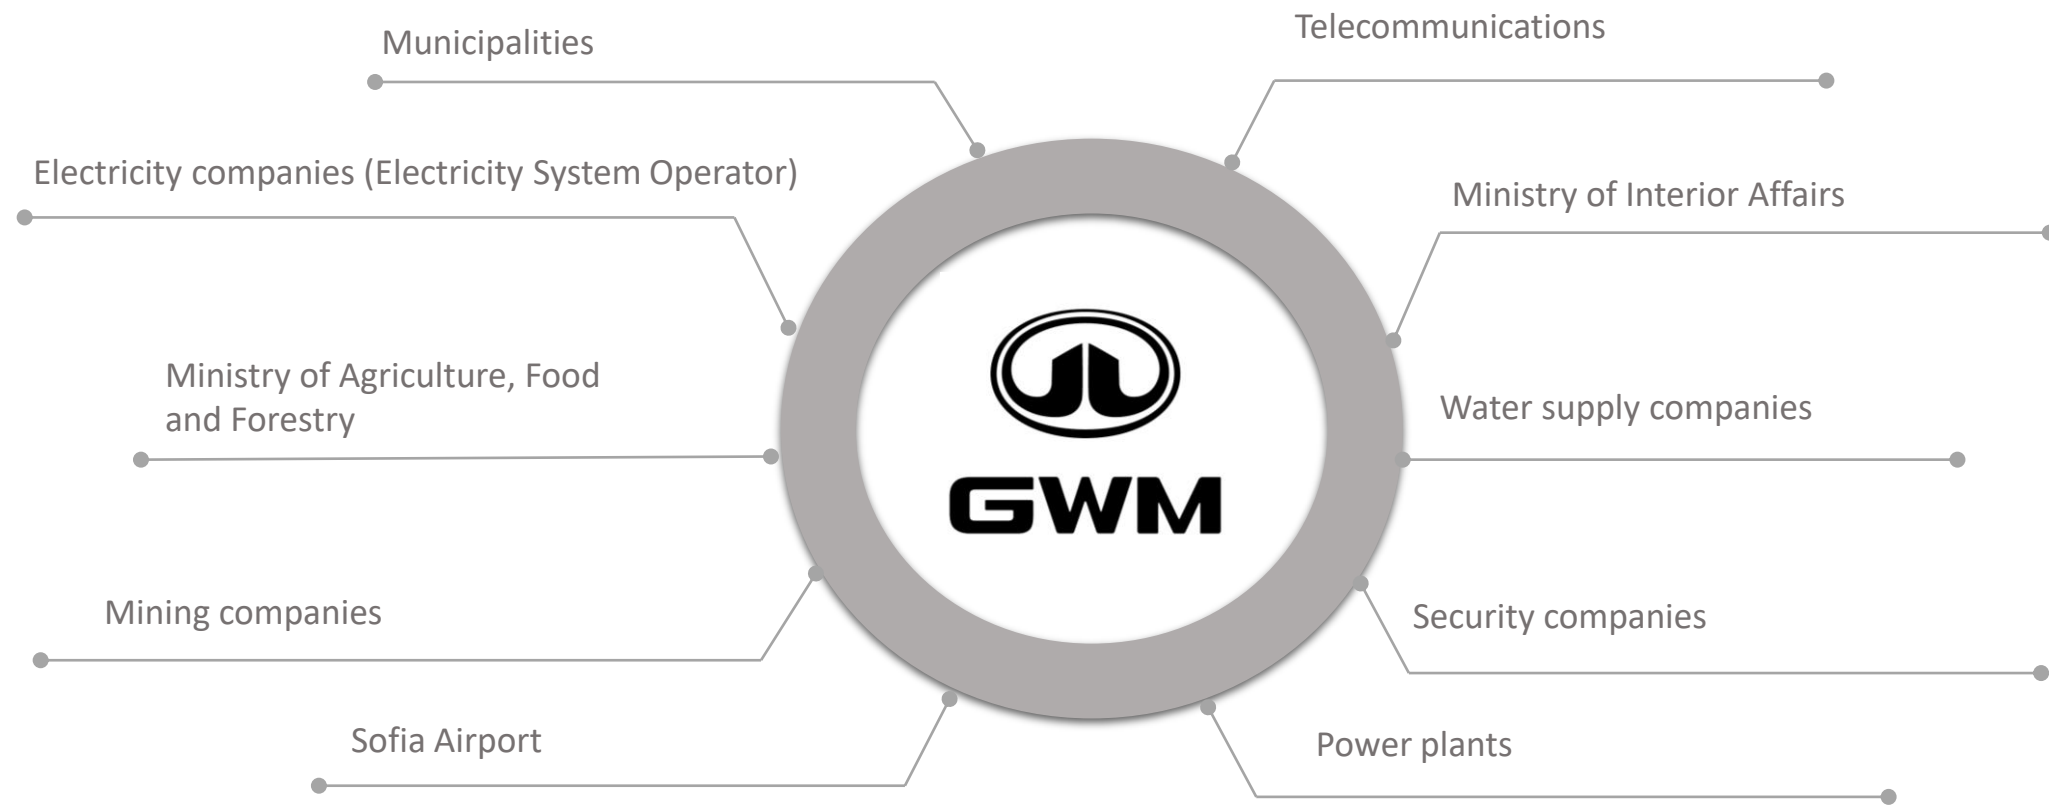 Municipalities
Telecommunications
Electricity companies (Electricity System Operator)
Ministry of Interior Affairs
Ministry of Agriculture, Food
and Forestry
Water supply companies
GWM
Mining companies
Security companies
Sofia Airport
Power plants